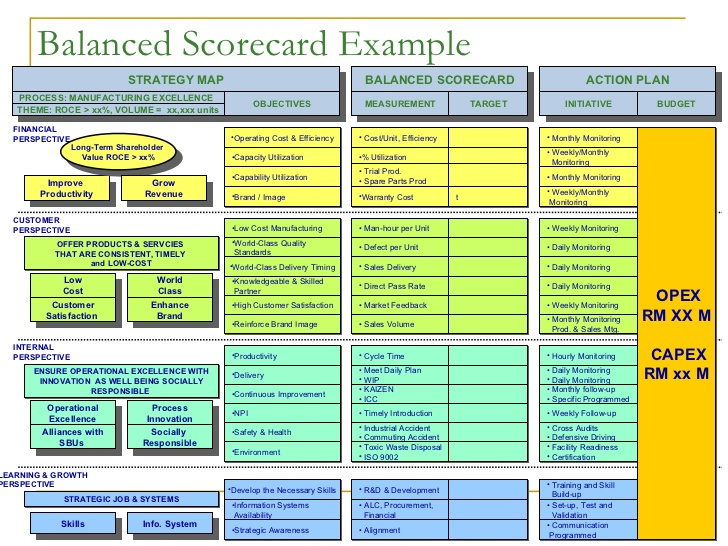 Balanced Scorecard Example
STRATEGY MAP
BALANCED SCORECARD
ACTION PLAN
PROCESS: MANUFACTURING EXCELLENCE
THEME: ROCE > xx%, VOLUME = xx,xxx units
OBJECTIVES
MEASUREMENT
TARGET
INITIATIVE
BUDGET
FINANCIAL
PERSPECTIVE
Long-Term Shareholder
Value ROCE > xx%
Improve
Productivity
Grow
Revenue
•Operating Cost & Efficiency
• Cost/Unit, Efficiency
• Monthly Monitoring
•Capacity Utilization
•% Utilization
• Weekly/Monthly
Monitoring
•Capability Utilization
• Trial Prod.
• Spare Parts Prod
• Monthly Monitoring
•Brand / Image
•Warranty Cost
t
• Weekly/Monthly
Monitoring
CUSTOMER
PERSPECTIVE
OFFER PRODUCTS & SERVCIES
THAT ARE CONSISTENT, TIMELY
and LOW-COST
Low
Cost
World
Class
Customer
Satisfaction
Enhance
Brand
•Low Cost Manufacturing
• Man-hour per Unit
• Weekly Monitoring
•World-Class Quality
Standards
• Defect per Unit
• Daily Monitoring
•World-Class Delivery Timing
• Sales Delivery
• Daily Monitoring
•Knowledgeable & Skilled
Partner
• Direct Pass Rate
• Daily Monitoring
•High Customer Satisfaction
• Market Feedback
• Weekly Monitoring
•Reinforce Brand Image
• Sales Volume
• Monthly Monitoring
Prod. & Sales Mtg.
OPEX
RM XX M
CAPEX
RM xx M
INTERNAL
PERSPECTIVE
ENSURE OPERATIONAL EXCELLENCE WITH
INNOVATION AS WELL BEING SOCIALLY
RESPONSIBLE
Operational
Excellence
Process
Innovation
Alliances with
SBUs
Socially
Responsible
•Productivity
• Cycle Time
• Hourly Monitoring
•Delivery
• Meet Daily Plan
• WIP
• Daily Monitoring
• Daily Monitoring
•Continuous Improvement
• KAIZEN
• ICC
• Monthly follow-up
• Specific Programmed
•NPI
• Timely Introduction
• Weekly Follow-up
•Safety & Health
• Industrial Accident
• Commuting Accident
• Cross Audits
• Defensive Driving
•Environment
• Toxic Waste Disposal
• ISO 9002
• Facility Readiness
• Certification
LEARNING & GROWTH
PERSPECTIVE
STRATEGIC JOB & SYSTEMS
Skills
Info. System
•Develop the Necessary Skills
• R&D & Development
• Training and Skill
Build-up
•Information Systems
Availability
• ALC, Procurement,
Financial
• Set-up, Test and
Validation
•Strategic Awareness
• Alignment
• Communication
Programmed